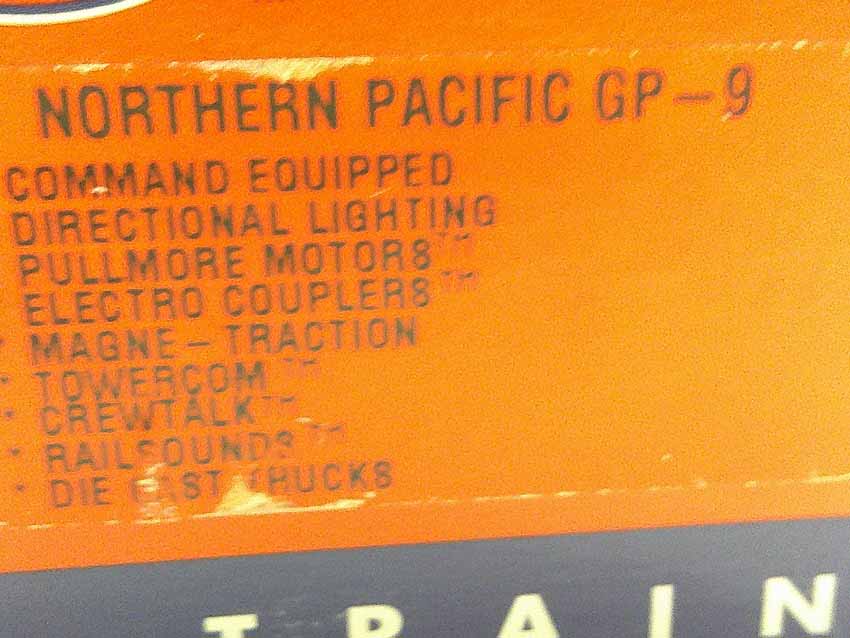 NORTHERN PACIFIC GP-9
COMMAND EQUIPPED
DIRECTIONAL LIGHTING
PULLMORE MOTORS™
ELECTRO COUPLERS™
• MAGNE-TRACTION
• TOWERCOM™
• CREWTALK™
• RAILSOUNDS™
• DIE CAST TRUCKS
TRAIN